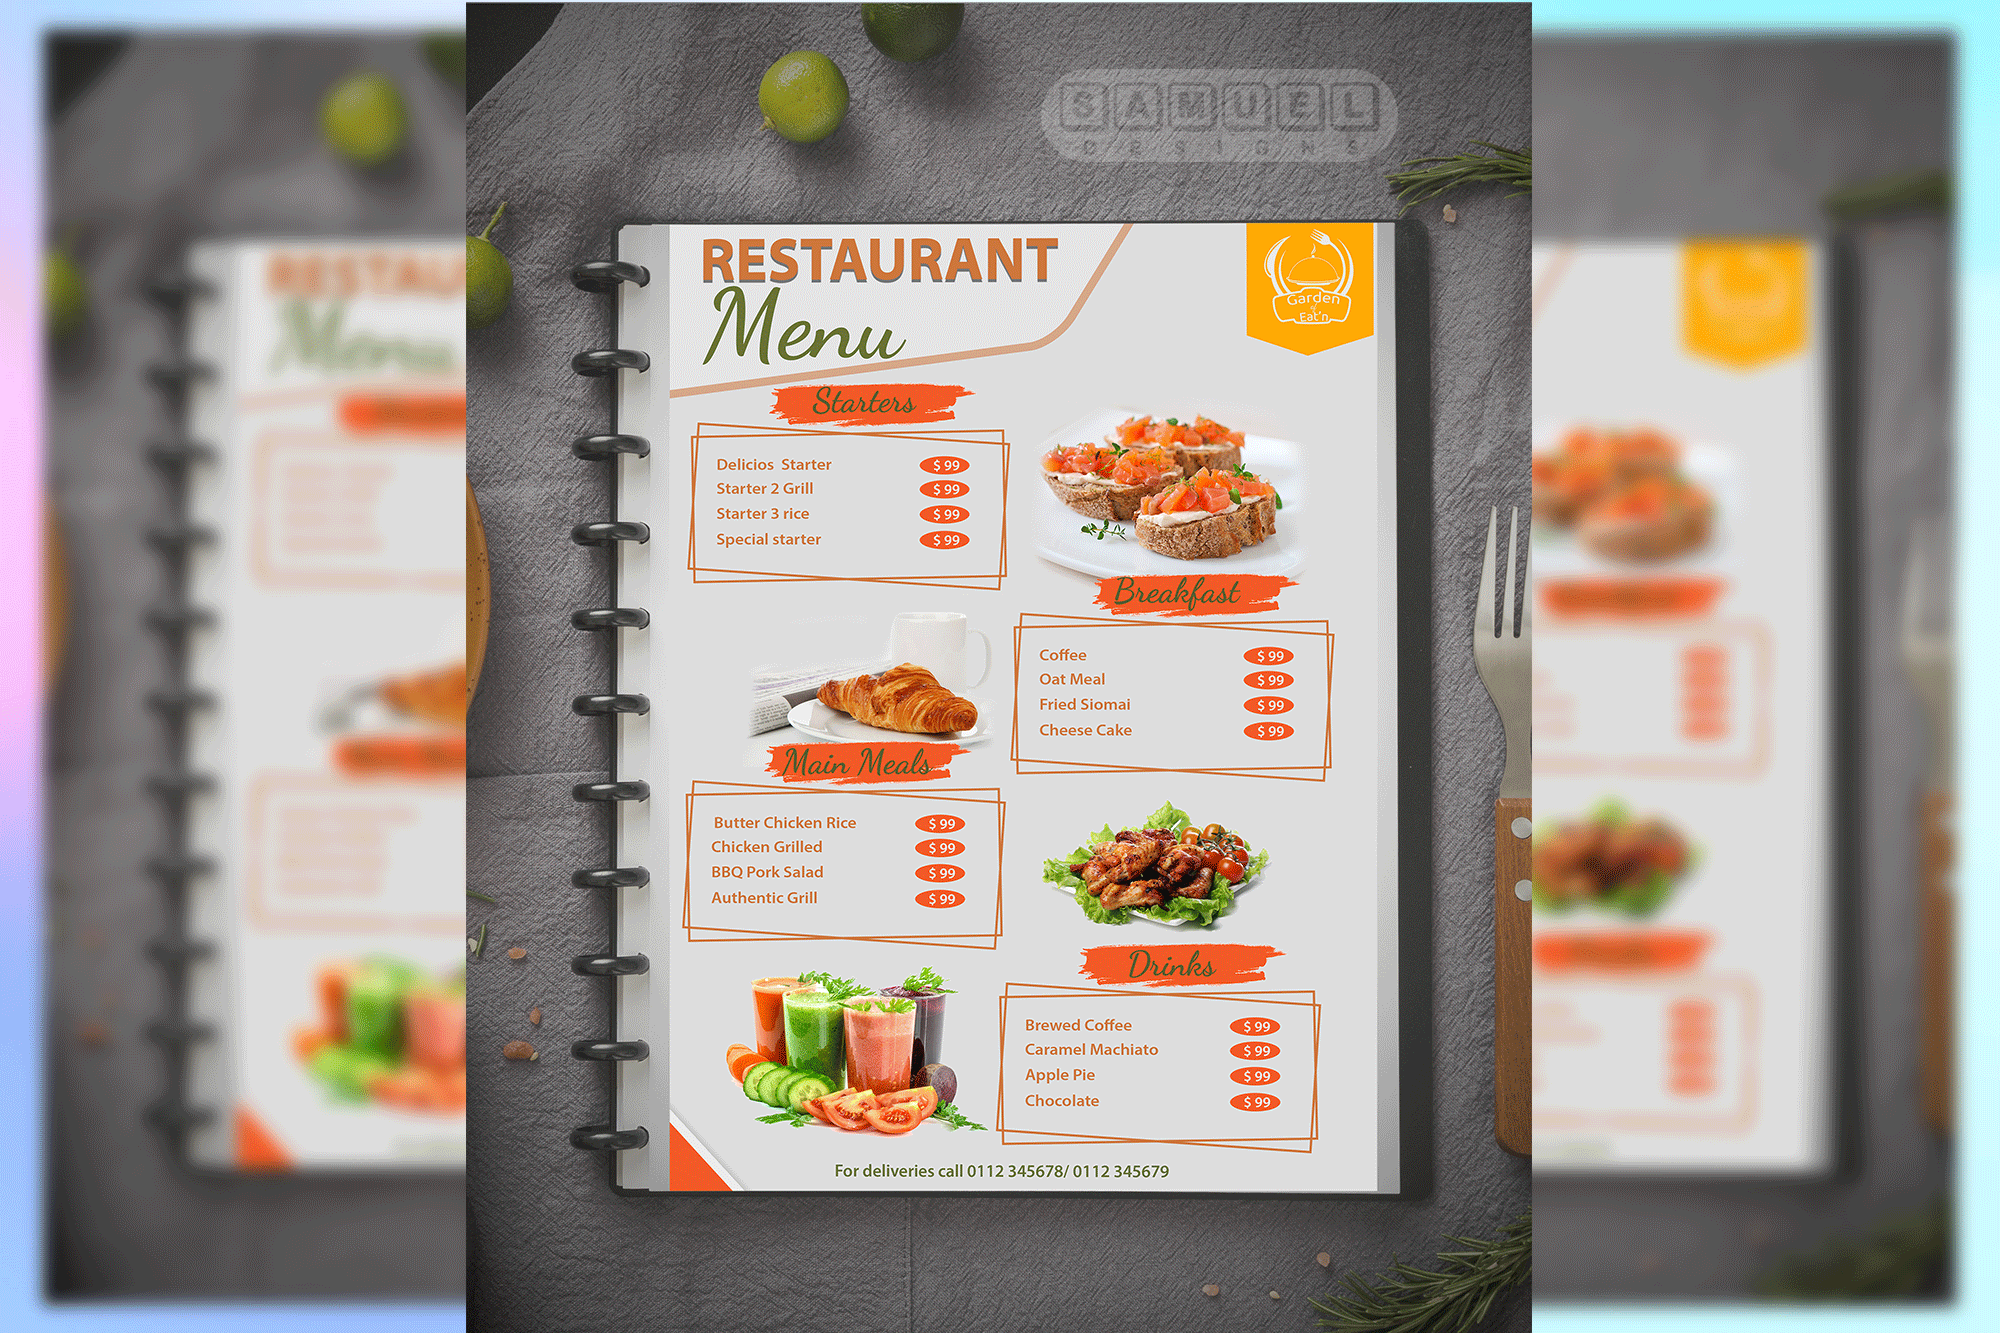 SAMUEL
DESIGNS
RESTAURANT
Menu
Garden
of
Eat'n
Starters
Delicios Starter $ 99
Starter 2 Grill $ 99
Starter 3 rice $ 99
Special starter $ 99
Breakfast
Coffee $ 99
Oat Meal $ 99
Fried Siomai $ 99
Cheese Cake $ 99
Main Meals
Butter Chicken Rice $ 99
Chicken Grilled $ 99
BBQ Pork Salad $ 99
Authentic Grill $ 99
Drinks
Brewed Coffee $ 99
Caramel Machiato $ 99
Apple Pie $ 99
Chocolate $ 99
For deliveries call 0112 345678/ 0112 345679